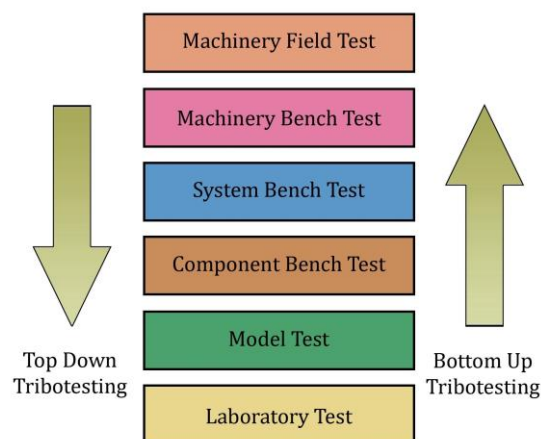 Machinery Field Test
Machinery Bench Test
System Bench Test
Component Bench Test
Model Test
Laboratory Test
Top Down
Tribotesting
Bottom Up
Tribotesting